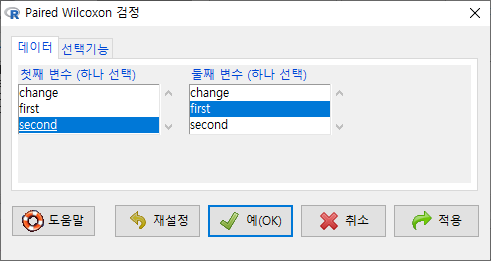 Paired Wilcoxon 검정
데이터 선택기능
첫째 변수 (하나 선택) 둘째 변수 (하나 선택)
change change
first first
second second
도움말 재설정 예(OK) 취소 적용